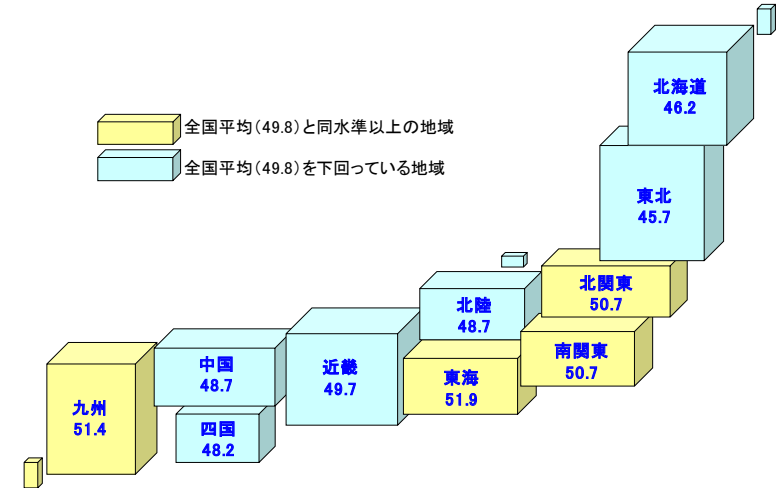 北海道
46.2
全国平均(49.8)と同水準以上の地域
全国平均(49.8)を下回っている地域
東北
45.7
北関東
50.7
北陸
48.7
南関東
50.7
中国
48.7
近畿
49.7
東海
51.9
九州
51.4
四国
48.2